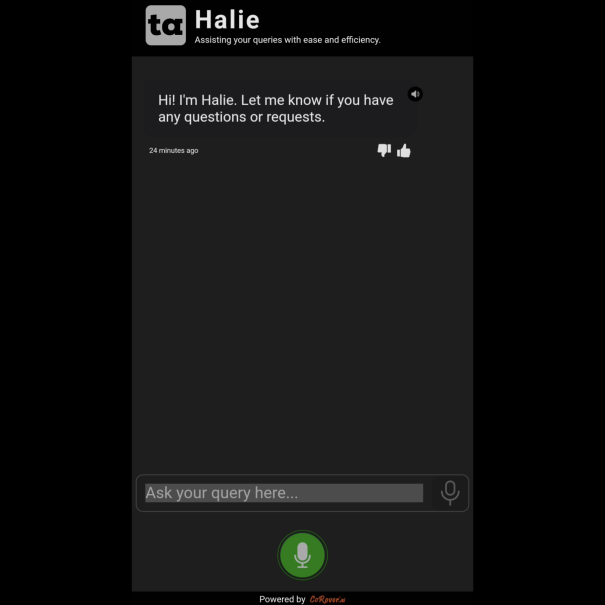 ta
Halie
Assisting your queries with ease and efficiency.
Hi! I'm Halie. Let me know if you have
any questions or requests.
24 minutes ago
Ask your query here...
Powered by CoRover.ai